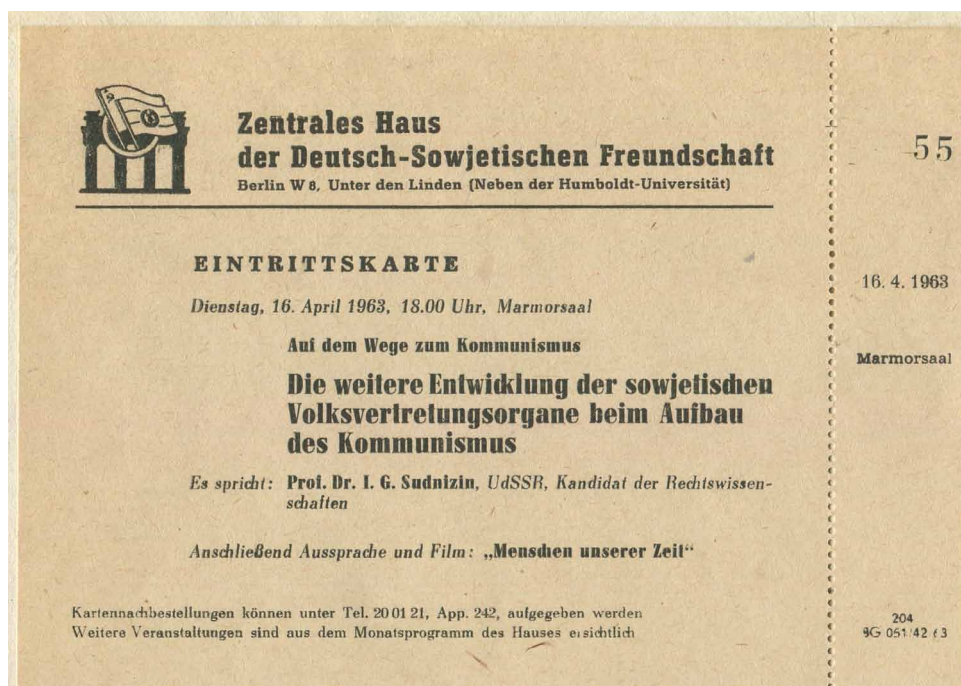 Zentrales Haus
der Deutsch-Sowjetischen Freundschaft
Berlin W 8, Unter den Linden (Neben der Humboldt-Universität)
EINTRITTSKARTE
Dienstag, 16. April 1963, 18.00 Uhr, Marmorsaal
Auf dem Wege zum Kommunismus
Die weitere Entwicklung der sowjetischen
Volksvertretungsorgane beim Aufbau
des Kommunismus
Es spricht: Prof. Dr. I. G. Sudnizin, UdSSR, Kandidat der Rechtswissen-
schaften
Anschließend Aussprache und Film: „Menschen unserer Zeit“
Kartennachbestellungen können unter Tel. 20 01 21, App. 242, aufgegeben werden
Weitere Veranstaltungen sind aus dem Monatsprogramm des Hauses ersichtlich
55
16. 4. 1963
Marmorsaal
204